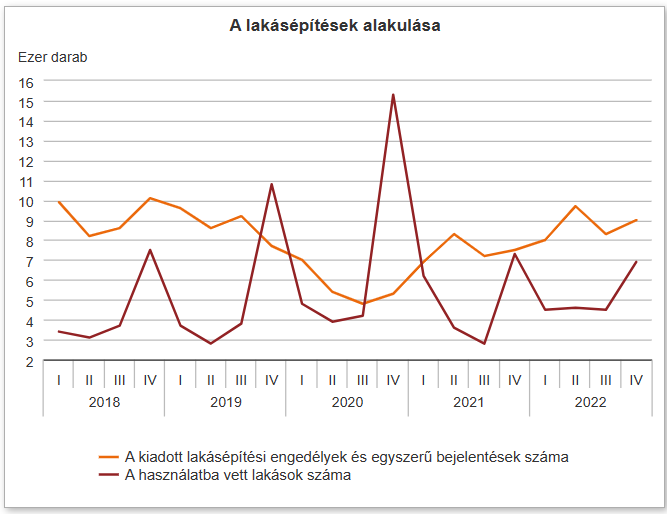 A lakásépítések alakulása
Ezer darab
16
15
14
13
12
11
10
9
8
7
6
5
4
3
2
I II III IV I II III IV I II III IV I II III IV I II III IV
2018 2019 2020 2021 2022
A kiadott lakásépítési engedélyek és egyszerű bejelentések száma
A használatba vett lakások száma